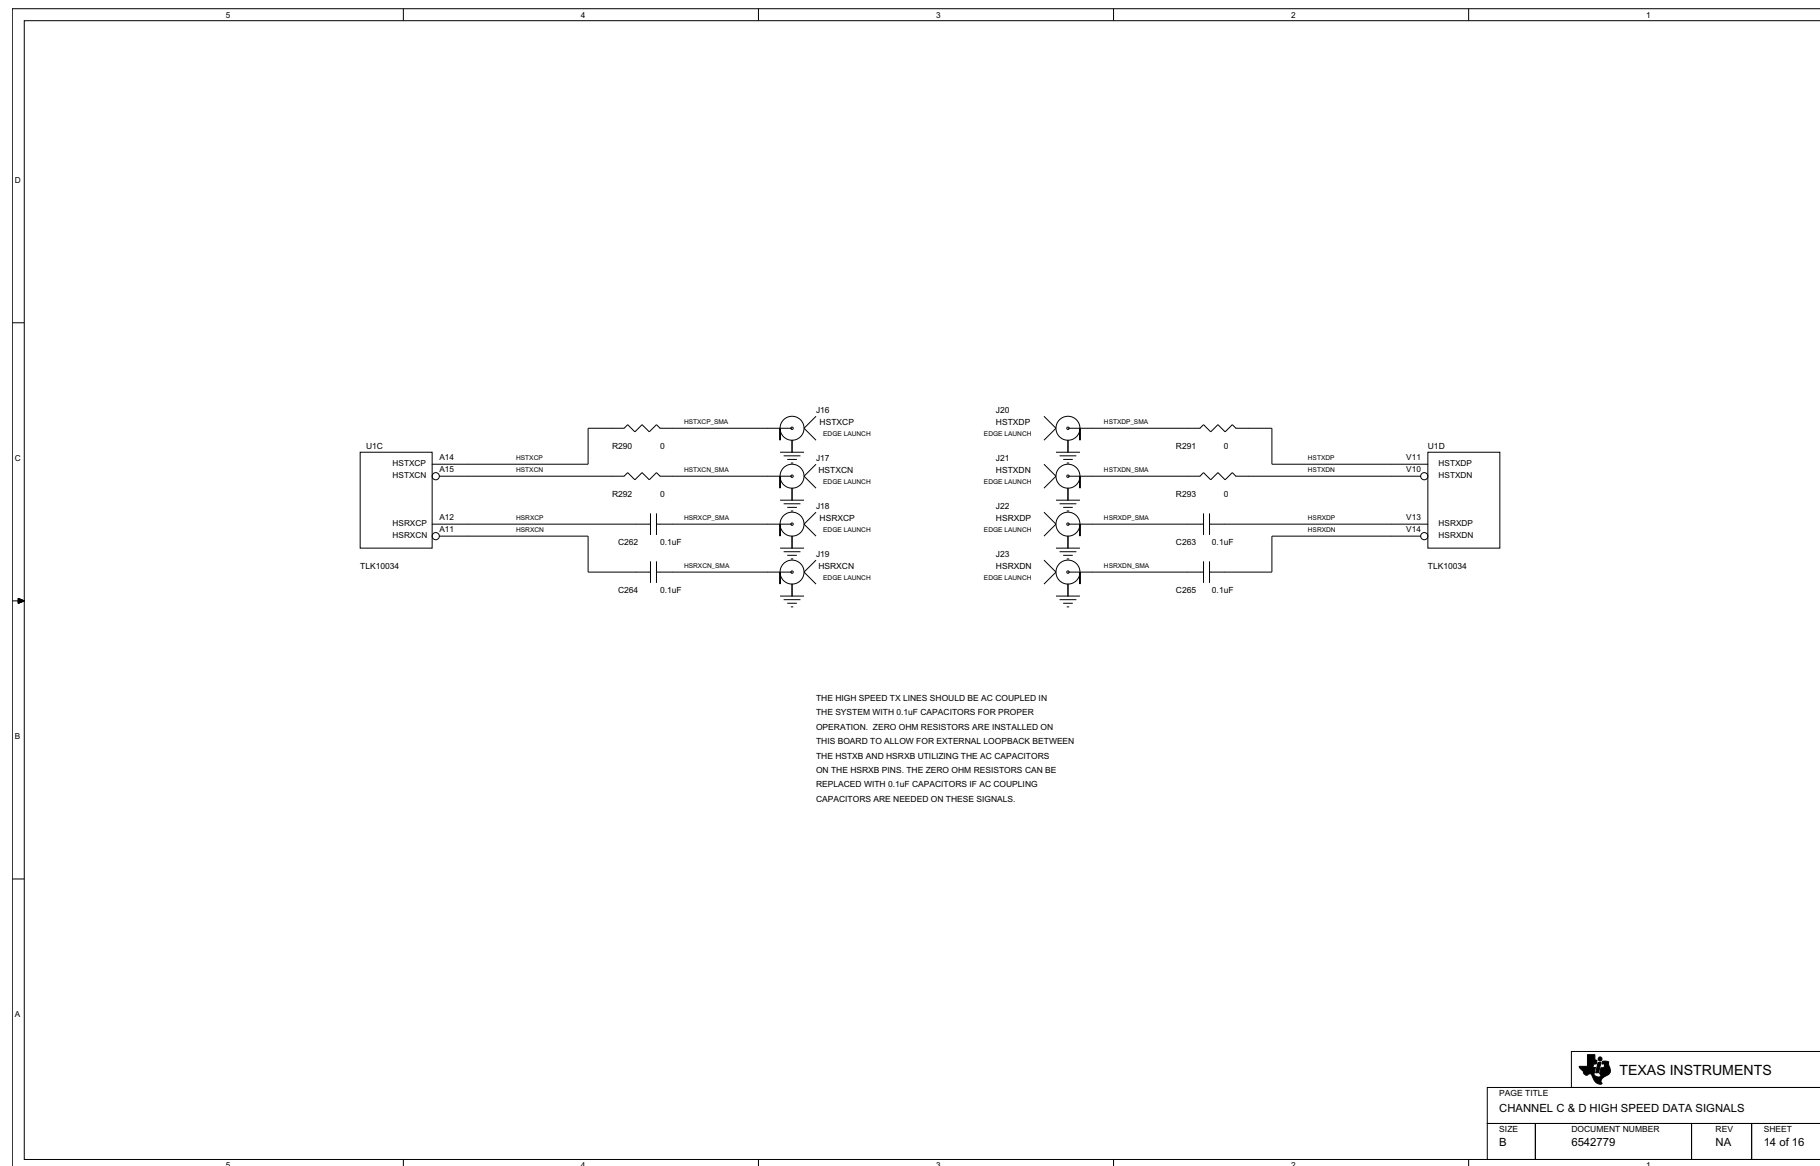 5 4 3 2 1
D
C
B
A
U1C
HSTXCP A14 HSTXCP
HSTXCN A15 HSTXCN
HSRXCP A12 HSRXCP
HSRXCN A11 HSRXCN
TLK10034
R290 0
HSTXCP_SMA
J16
HSTXCP
EDGE LAUNCH
R292 0
HSTXCN_SMA
J17
HSTXCN
EDGE LAUNCH
C262 0.1uF
HSRXCP_SMA
J18
HSRXCP
EDGE LAUNCH
C264 0.1uF
HSRXCN_SMA
J19
HSRXCN
EDGE LAUNCH
J20
HSTXDP
EDGE LAUNCH
HSTXDP_SMA
R291 0
J21
HSTXDN
EDGE LAUNCH
HSTXDN_SMA
R293 0
J22
HSRXDP
EDGE LAUNCH
HSRXDP_SMA
C263 0.1uF
J23
HSRXDN
EDGE LAUNCH
HSRXDN_SMA
C265 0.1uF
U1D
HSTXDP V11 HSTXDP
HSTXDN V10 HSTXDN
HSRXDP V13 HSRXDP
HSRXDN V14 HSRXDN
TLK10034
THE HIGH SPEED TX LINES SHOULD BE AC COUPLED IN
THE SYSTEM WITH 0.1uF CAPACITORS FOR PROPER
OPERATION. ZERO OHM RESISTORS ARE INSTALLED ON
THIS BOARD TO ALLOW FOR EXTERNAL LOOPBACK BETWEEN
THE HSTXB AND HSRXB UTILIZING THE AC CAPACITORS
ON THE HSRXB PINS. THE ZERO OHM RESISTORS CAN BE
REPLACED WITH 0.1uF CAPACITORS IF AC COUPLING
CAPACITORS ARE NEEDED ON THESE SIGNALS.
TEXAS INSTRUMENTS
PAGE TITLE
CHANNEL C & D HIGH SPEED DATA SIGNALS
SIZE DOCUMENT NUMBER REV SHEET
B 6542779 NA 14 of 16
5 4 3 2 1